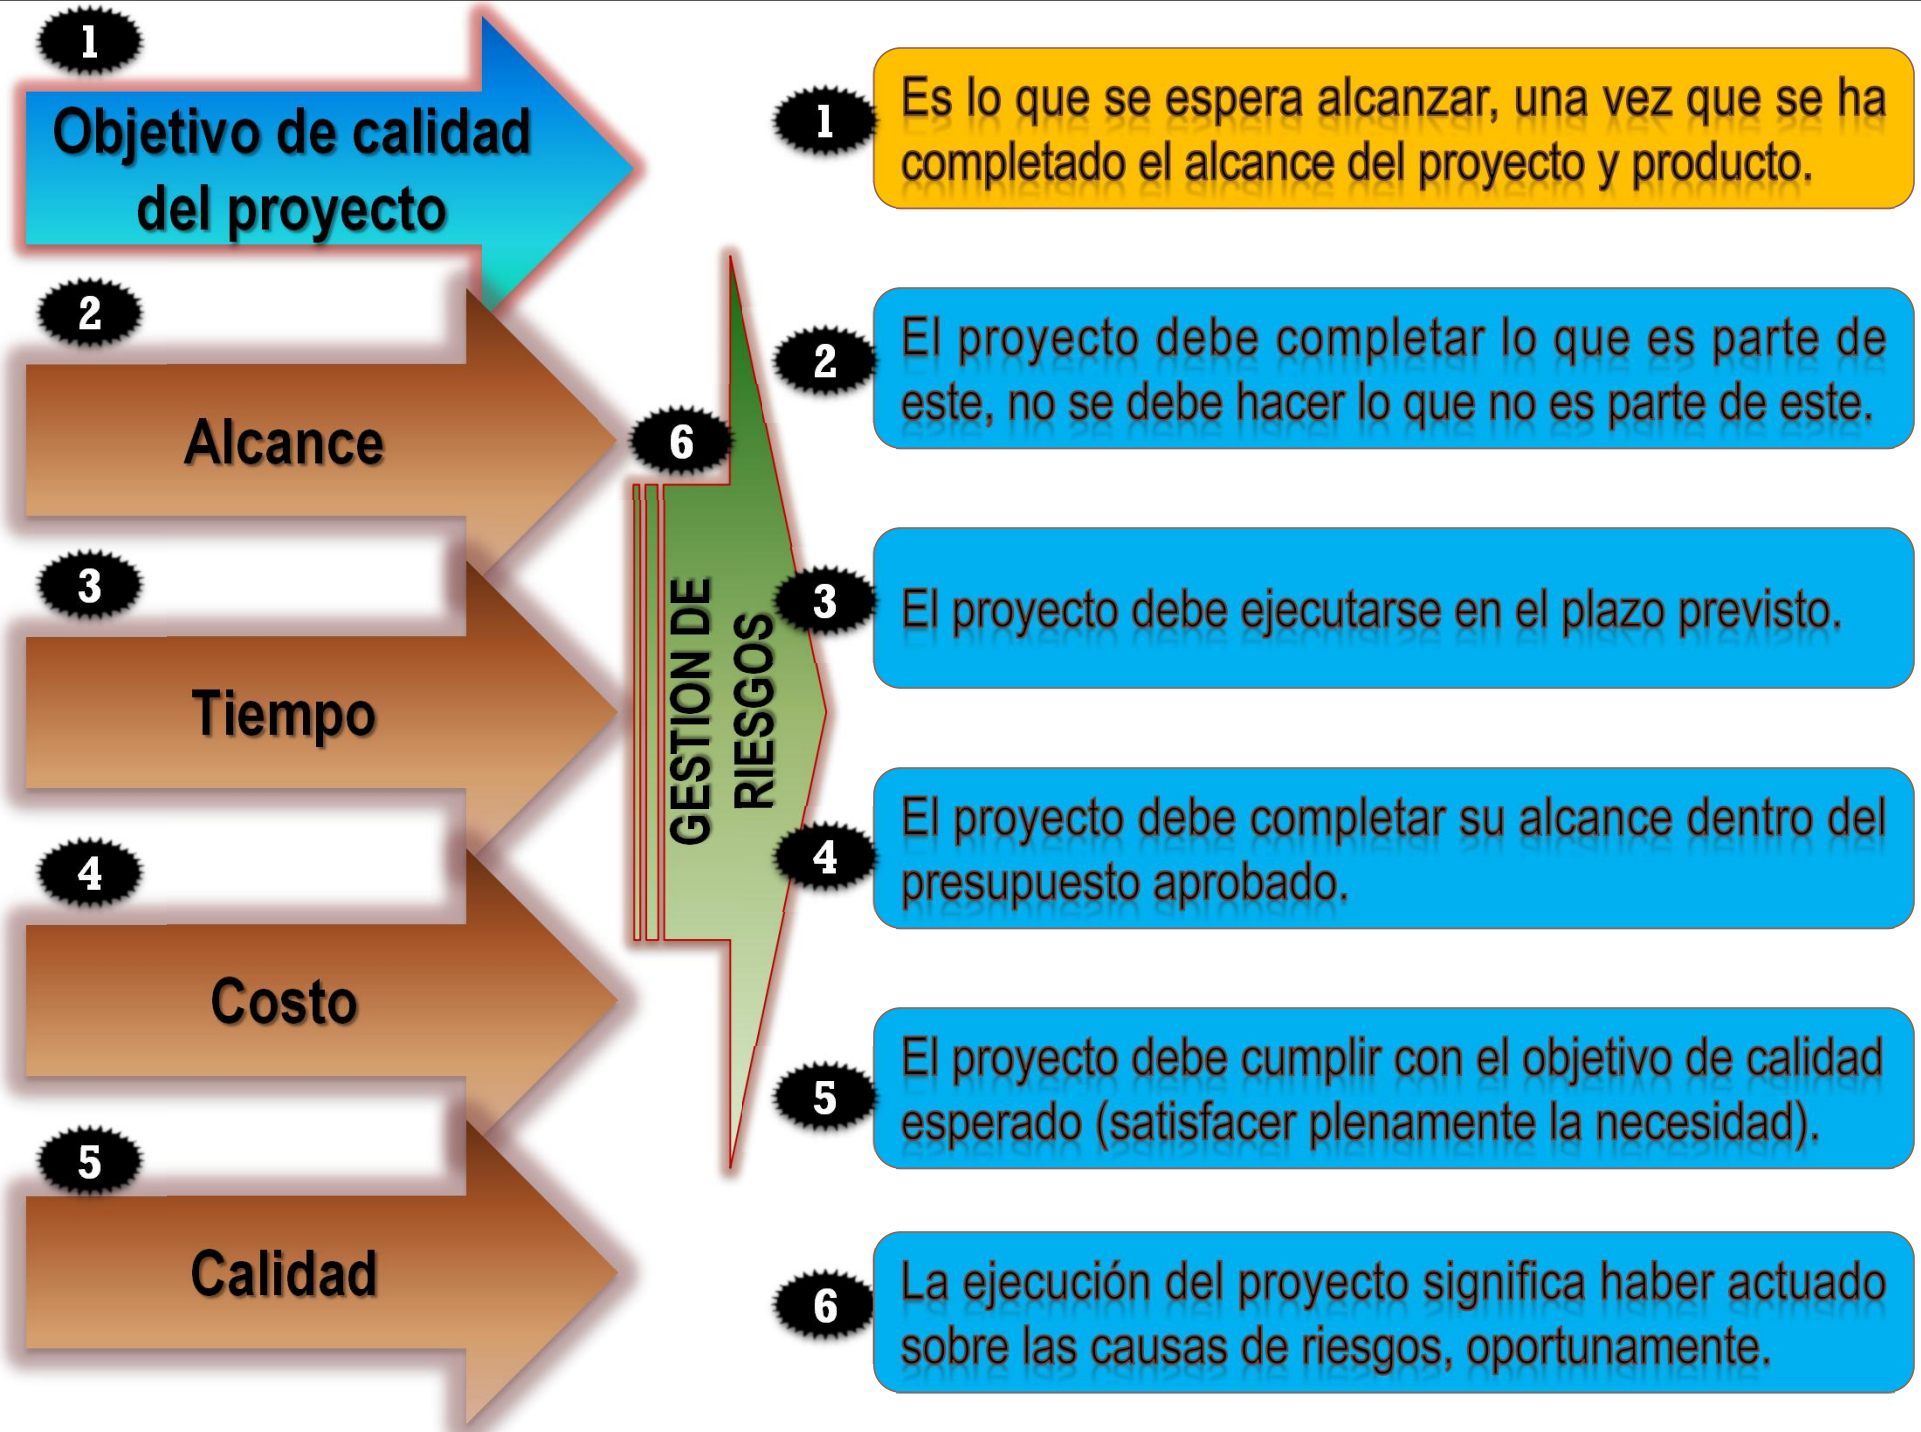 1
Objetivo de calidad
del proyecto
2
Alcance
3
Tiempo
4
Costo
5
Calidad
6
GESTION DE
RIESGOS
1
Es lo que se espera alcanzar, una vez que se ha
completado el alcance del proyecto y producto.
2
El proyecto debe completar lo que es parte de
este, no se debe hacer lo que no es parte de este.
3
El proyecto debe ejecutarse en el plazo previsto.
4
El proyecto debe completar su alcance dentro del
presupuesto aprobado.
5
El proyecto debe cumplir con el objetivo de calidad
esperado (satisfacer plenamente la necesidad).
6
La ejecución del proyecto significa haber actuado
sobre las causas de riesgos, oportunamente.